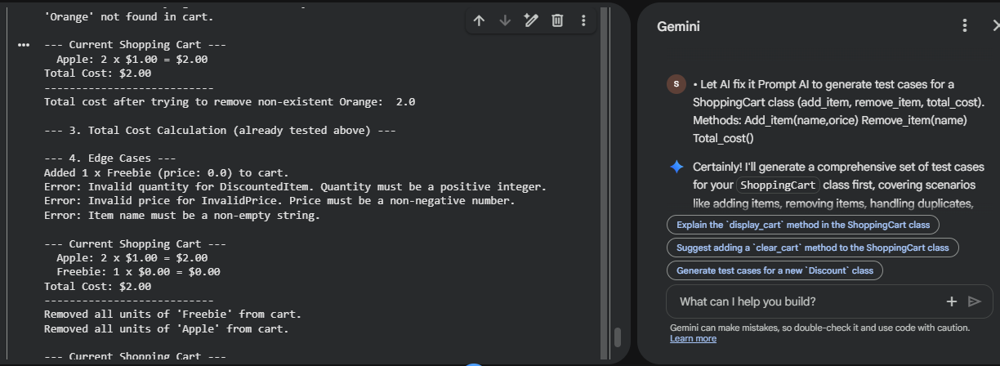 'Orange' not found in cart.
--- Current Shopping Cart ---
Apple: 2 x $1.00 = $2.00
Total Cost: $2.00
---------------------------
Total cost after trying to remove non-existent Orange:  2.0
--- 3. Total Cost Calculation (already tested above) ---
--- 4. Edge Cases ---
Added 1 x Freebie (price: 0.0) to cart.
Error: Invalid quantity for DiscountedItem. Quantity must be a positive integer.
Error: Invalid price for InvalidPrice. Price must be a non-negative number.
Error: Item name must be a non-empty string.
--- Current Shopping Cart ---
Apple: 2 x $1.00 = $2.00
Freebie: 1 x $0.00 = $0.00
Total Cost: $2.00
---------------------------
Removed all units of 'Freebie' from cart.
Removed all units of 'Apple' from cart.
--- Current Shopping Cart ---
Gemini
S
• Let AI fix it Prompt AI to generate test cases for a
ShoppingCart class (add_item, remove_item, total_cost).
Methods: Add_item(name,orice) Remove_item(name)
Total_cost()
Certainly! I'll generate a comprehensive set of test cases
for your ShoppingCart class first, covering scenarios
like adding items, removing items, handling duplicates,
Explain the `display_cart` method in the ShoppingCart class
Suggest adding a `clear_cart` method to the ShoppingCart class
Generate test cases for a new `Discount` class
What can I help you build?
Gemini can make mistakes, so double-check it and use code with caution.
Learn more